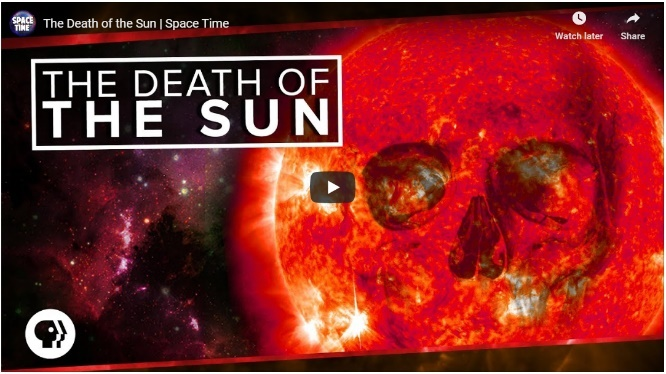 SPACE
TIME
The Death of the Sun | Space Time
Watch later
Share
THE DEATH OF
THE SUN